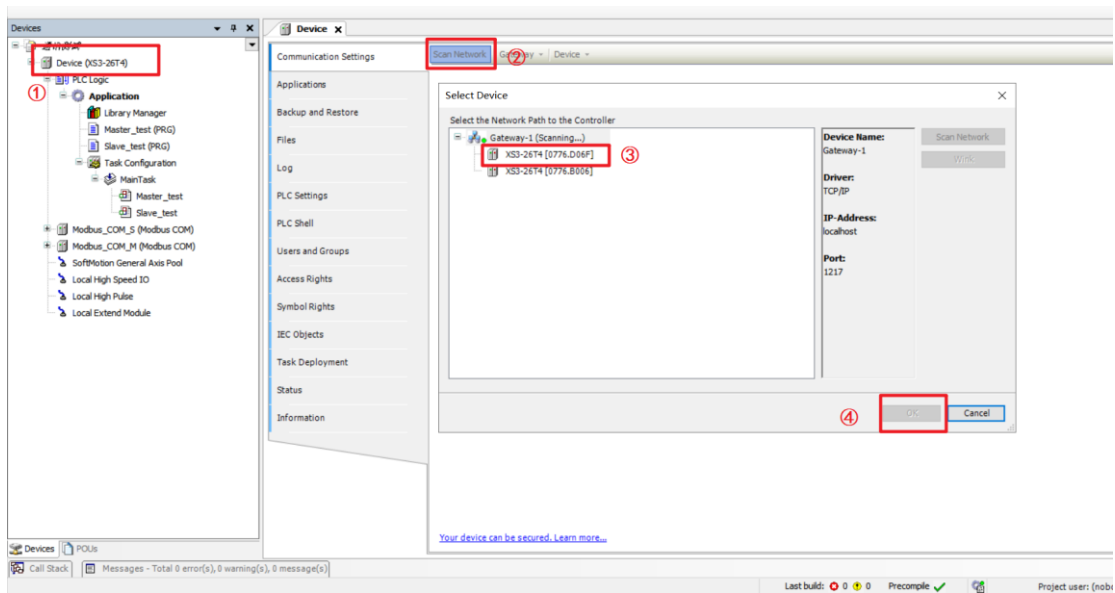 Devices
Device (XS3-26T4)
①
PLC Logic
Application
Library Manager
Master_test (PRG)
Slave_test (PRG)
Task Configuration
MainTask
Master_test
Slave_test
Modbus_COM_S (Modbus COM)
Modbus_COM_M (Modbus COM)
SoftMotion General Axis Pool
Local High Speed IO
Local High Pulse
Local Extend Module
Devices POUs
Device
Communication Settings
Applications
Backup and Restore
Files
Log
PLC Settings
PLC Shell
Users and Groups
Access Rights
Symbol Rights
IEC Objects
Task Deployment
Status
Information
Scan Network ② Gateway Device
Select Device
Select the Network Path to the Controller
Gateway-1 (Scanning...)
XS3-26T4 [0776.D06F] ③
XS3-26T4 [0776.B006]
Device Name:
Gateway-1
Driver:
TCP/IP
IP-Address:
localhost
Port:
1217
Scan Network
Wink
④ OK Cancel
Your device can be secured. Learn more...
Call Stack Messages - Total 0 error(s), 0 warning(s), 0 message(s)
Last build: 0 0 Precompile Project user: (nobo